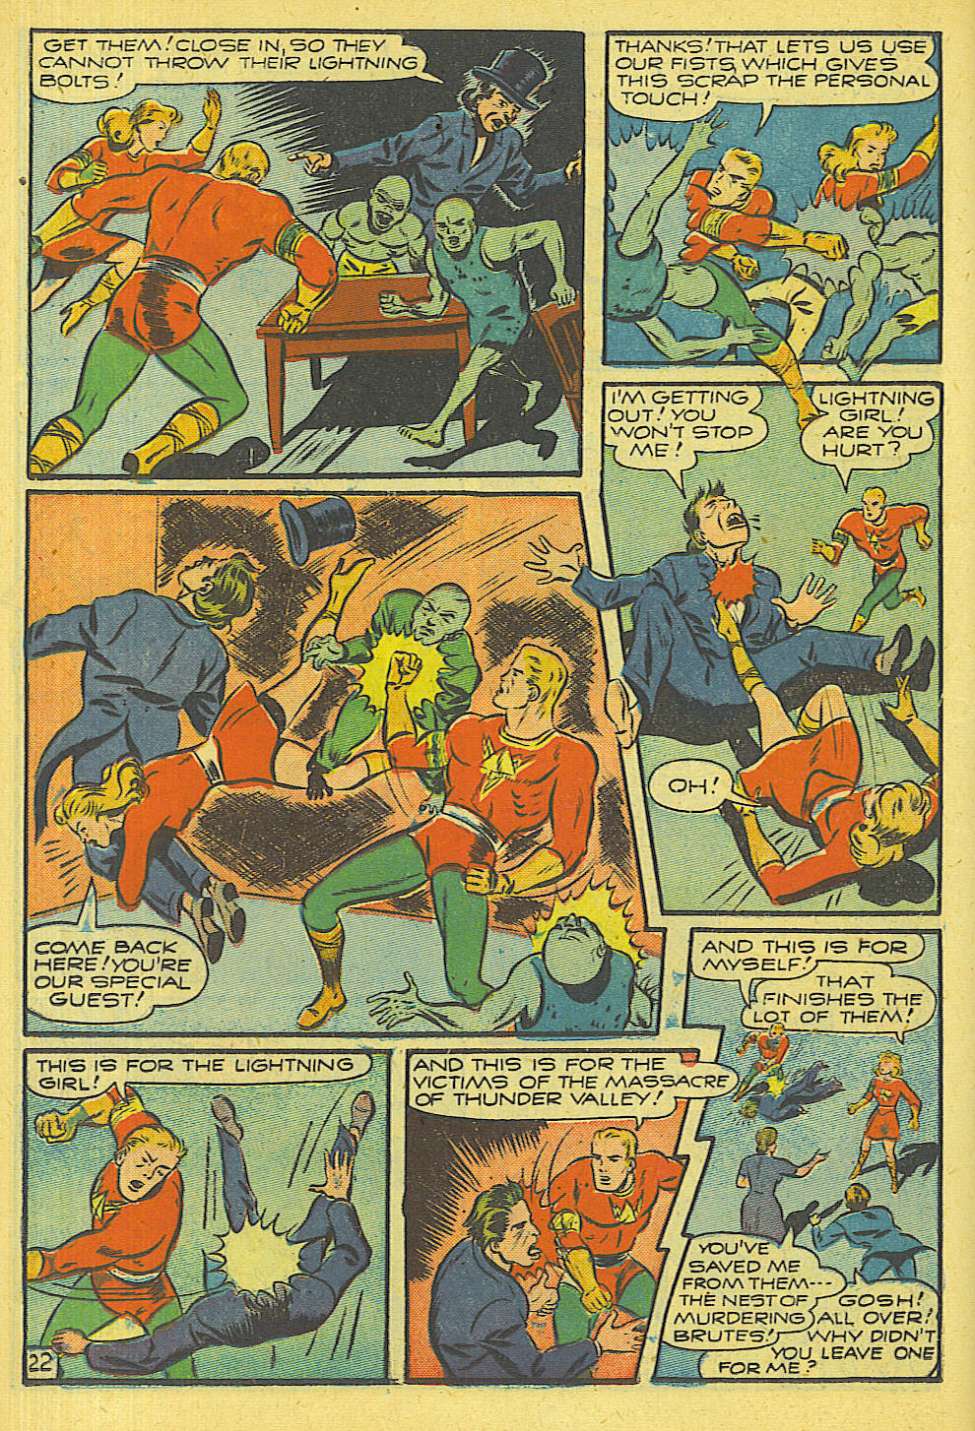 GET THEM! CLOSE IN, SO THEY
CANNOT THROW THEIR LIGHTNING
BOLTS!
THANKS! THAT LETS US USE
OUR FISTS, WHICH GIVES
THIS SCRAP THE PERSONAL
TOUCH!
COME BACK
HERE! YOU'RE
OUR SPECIAL
GUEST!
I'M GETTING
OUT! YOU
WON'T STOP
ME!
LIGHTNING
GIRL!
ARE YOU
HURT?
OH!
THIS IS FOR THE LIGHTNING
GIRL!
AND THIS IS FOR THE
VICTIMS OF THE MASSACRE
OF THUNDER VALLEY!
AND THIS IS FOR
MYSELF!
THAT
FINISHES THE
LOT OF THEM!
YOU'VE
SAVED ME
FROM THEM---
THE NEST OF
MURDERING
BRUTES!
GOSH!
ALL OVER!
WHY DIDN'T
YOU LEAVE ONE
FOR ME?
22